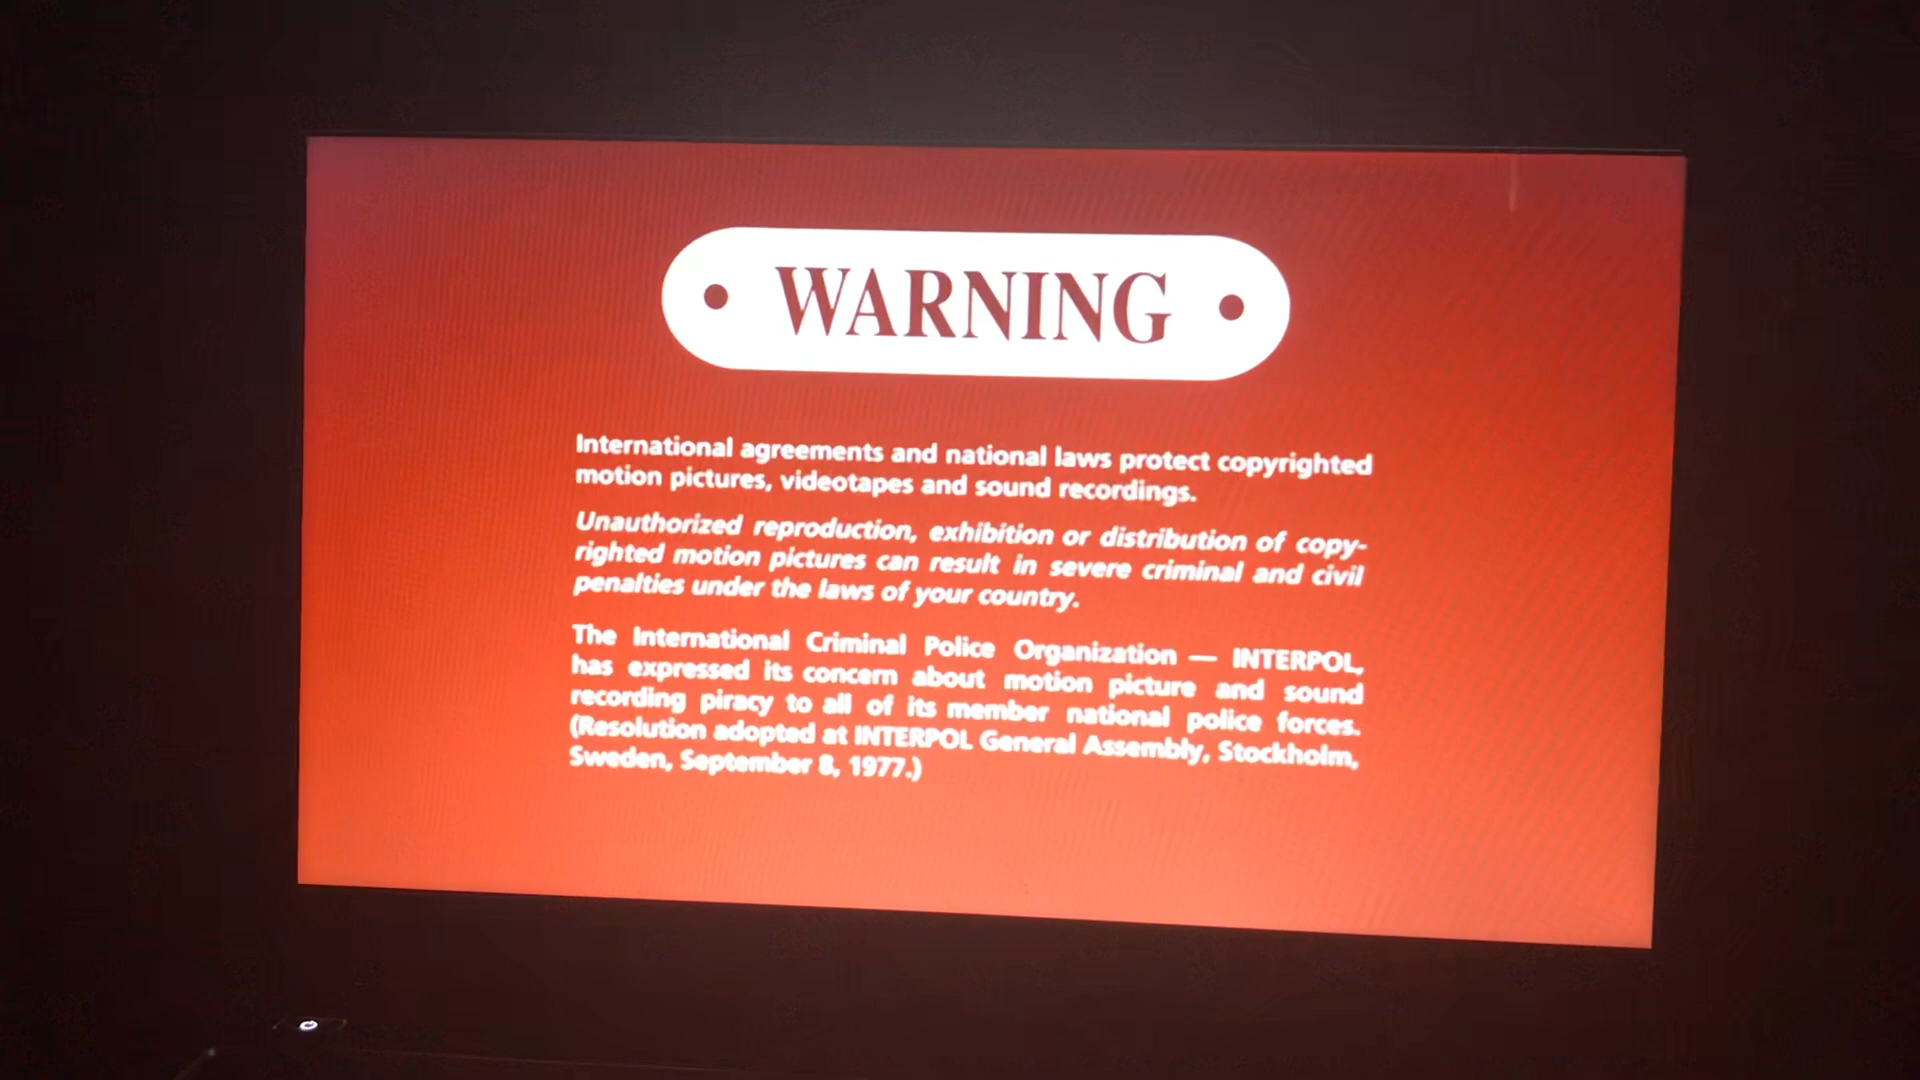 • WARNING •
International agreements and national laws protect copyrighted
motion pictures, videotapes and sound recordings.
Unauthorized reproduction, exhibition or distribution of copy-
righted motion pictures can result in severe criminal and civil
penalties under the laws of your country.
The International Criminal Police Organization — INTERPOL,
has expressed its concern about motion picture and sound
recording piracy to all of its member national police forces.
(Resolution adopted at INTERPOL General Assembly, Stockholm,
Sweden, September 8, 1977.)